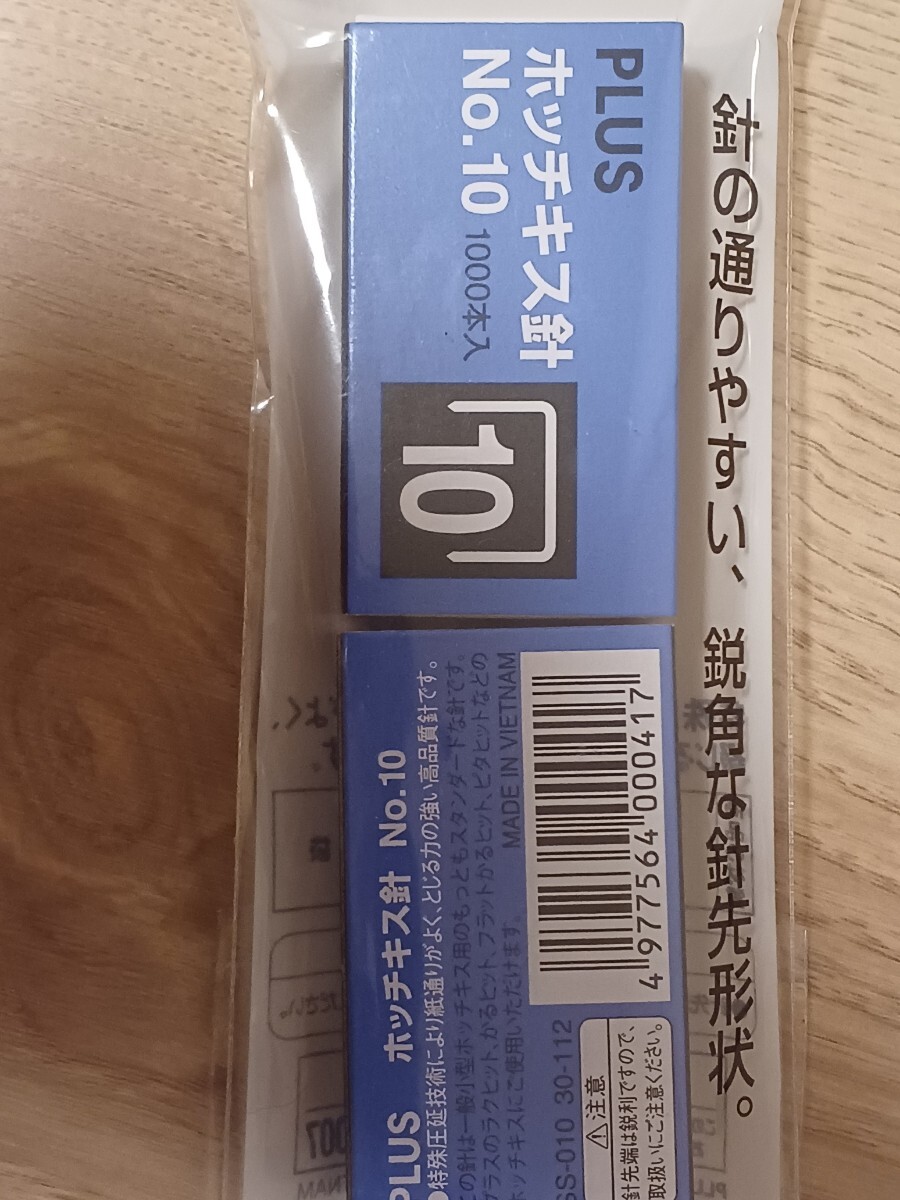 針の通りやすい、鋭角な針先形状。
PLUS
ホッチキス針
No.10 1000本入
10
PLUS ホッチキス針 No.10
●特殊圧延技術により紙通りがよく、とじる力の強い高品質針です。
この針は一般小型ホッチキス用のもっともスタンダードな針です。
プラスのラクヒット、かるヒット、フラットかるヒット、ピタヒットなどの
ホッチキスにご使用いただけます。 MADE IN VIETNAM
4 977564 000417
SS-010 30-112
⚠注意
針先端は鋭利ですので、
取扱いにご注意ください。